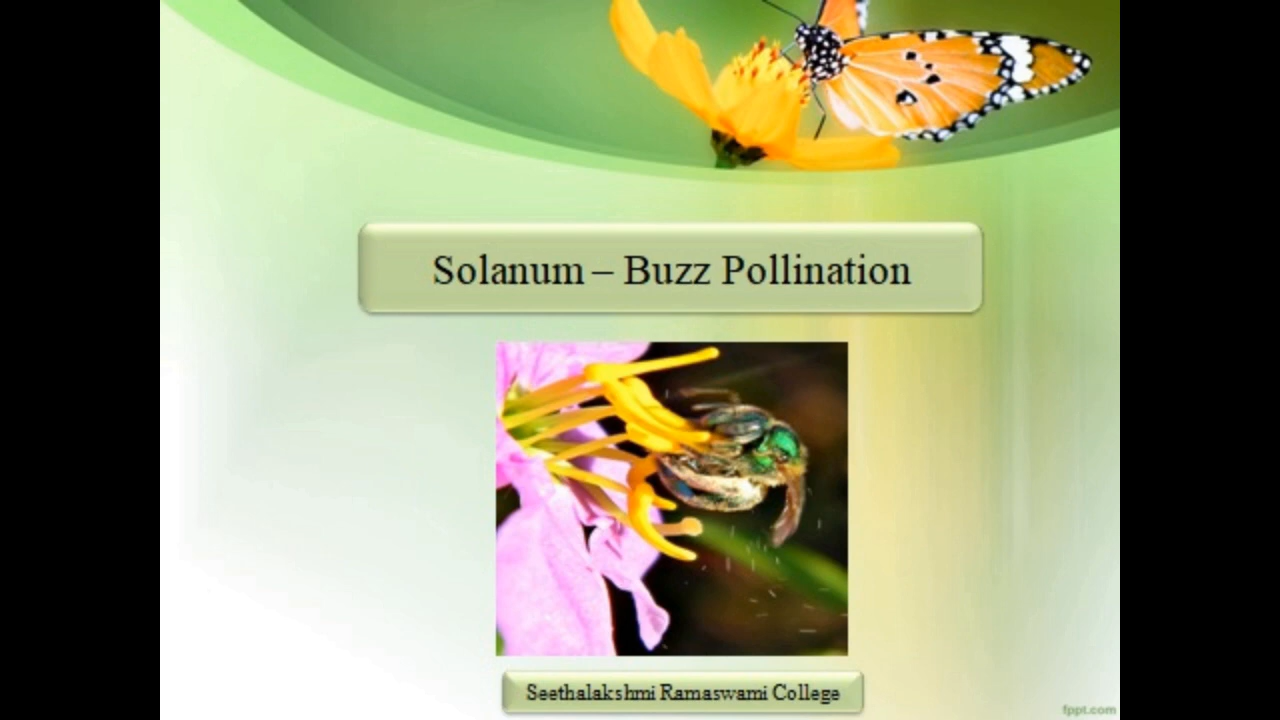 Solanum – Buzz Pollination
Seethalakshmi Ramaswami College
fppt.com